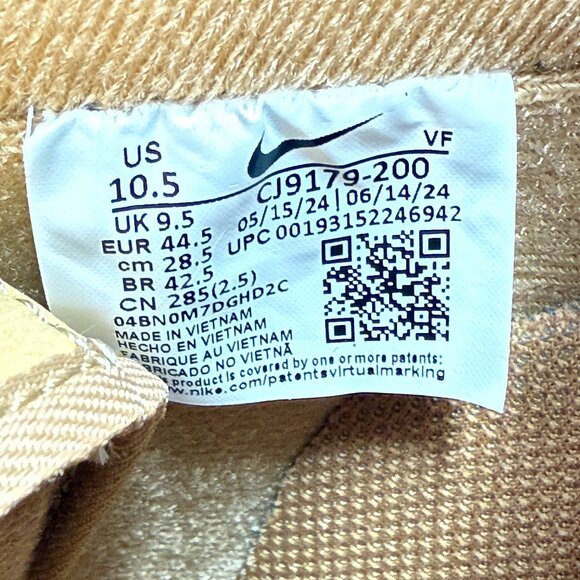 US
10.5
UK 9.5
EUR 44.5
cm 28.5
BR 42.5
CN 285(2.5)
04BN0M7DGHD2C
MADE IN VIETNAM
HECHO EN VIETNAM
FABRIQUE AU VIETNAM
FABRICADO NO VIETNÃ
product is covered by one or more patents:
www.nike.com/patentsvirtualmarking
VF
CJ9179-200
05/15/24 | 06/14/24
UPC 00193152246942